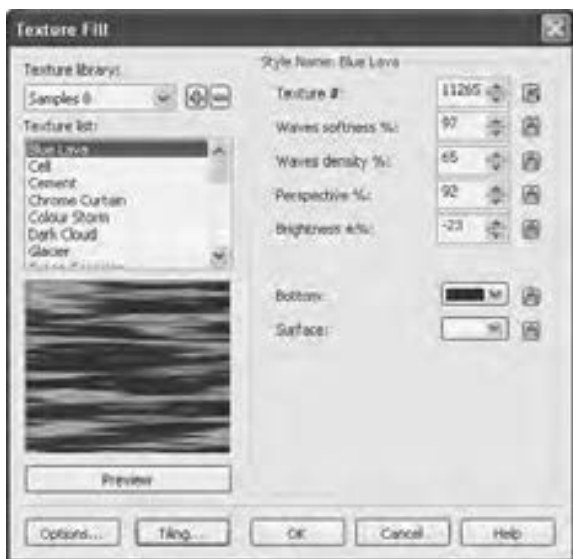 Texture Fill
Texture library:
Samples 8
Texture list:
Blue Lava
Cell
Cement
Chrome Curtain
Colour Storm
Dark Cloud
Glacier
Style Name: Blue Lava
Texture #: 11265
Waves softness %: 97
Waves density %: 65
Perspective %: 92
Brightness ±%: -23
Bottom:
Surface:
Preview
Options...
Tiling...
OK
Cancel
Help